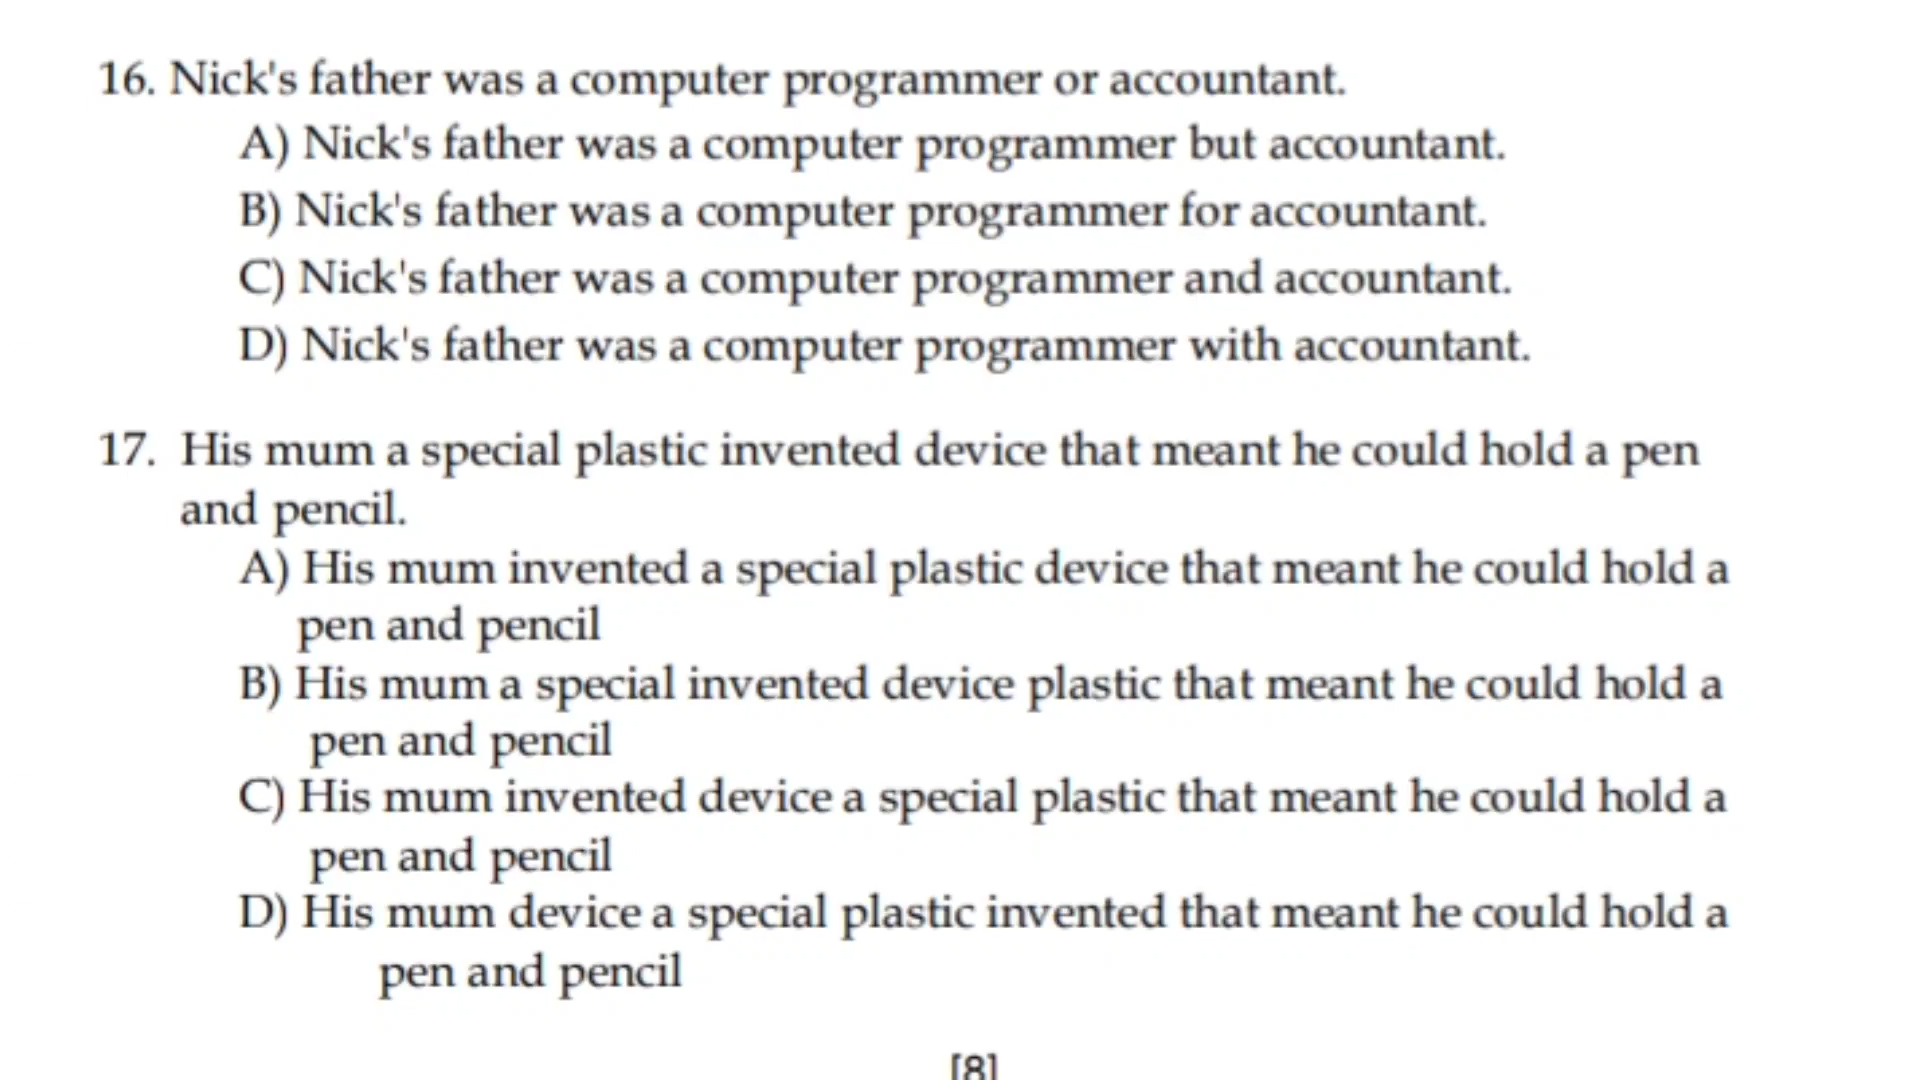 16. Nick's father was a computer programmer or accountant.
A) Nick's father was a computer programmer but accountant.
B) Nick's father was a computer programmer for accountant.
C) Nick's father was a computer programmer and accountant.
D) Nick's father was a computer programmer with accountant.
17. His mum a special plastic invented device that meant he could hold a pen
and pencil.
A) His mum invented a special plastic device that meant he could hold a
pen and pencil
B) His mum a special invented device plastic that meant he could hold a
pen and pencil
C) His mum invented device a special plastic that meant he could hold a
pen and pencil
D) His mum device a special plastic invented that meant he could hold a
pen and pencil
[8]